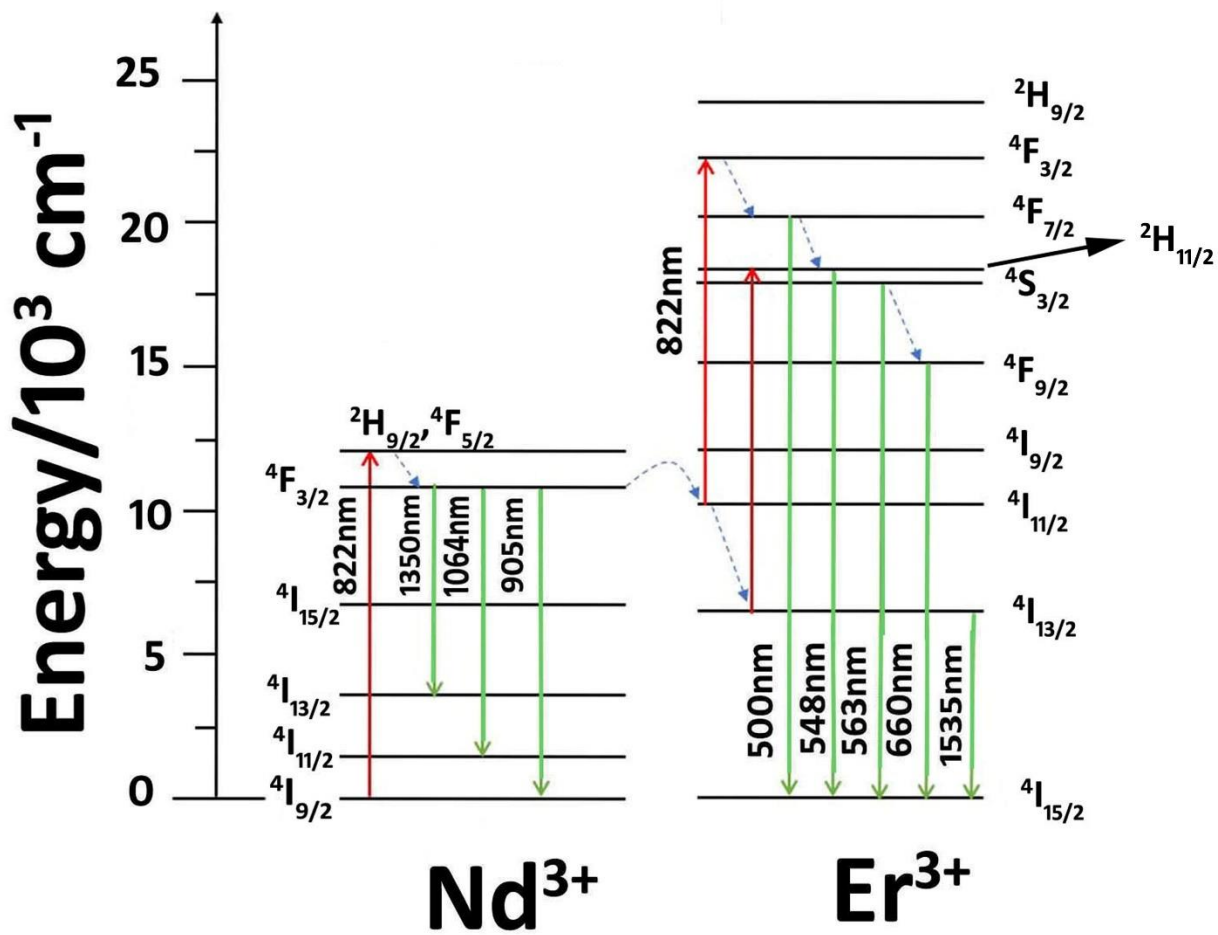 Energy/10³ cm⁻¹
25
20
15
10
5
0
²H₉/₂,⁴F₅/₂
⁴F₃/₂
⁴I₁₅/₂
⁴I₁₃/₂
⁴I₁₁/₂
⁴I₉/₂
822nm
1350nm
1064nm
905nm
Nd³⁺
²H₉/₂
⁴F₃/₂
⁴F₇/₂
²H₁₁/₂
⁴S₃/₂
⁴F₉/₂
⁴I₉/₂
⁴I₁₁/₂
⁴I₁₃/₂
⁴I₁₅/₂
822nm
500nm
548nm
563nm
660nm
1535nm
Er³⁺